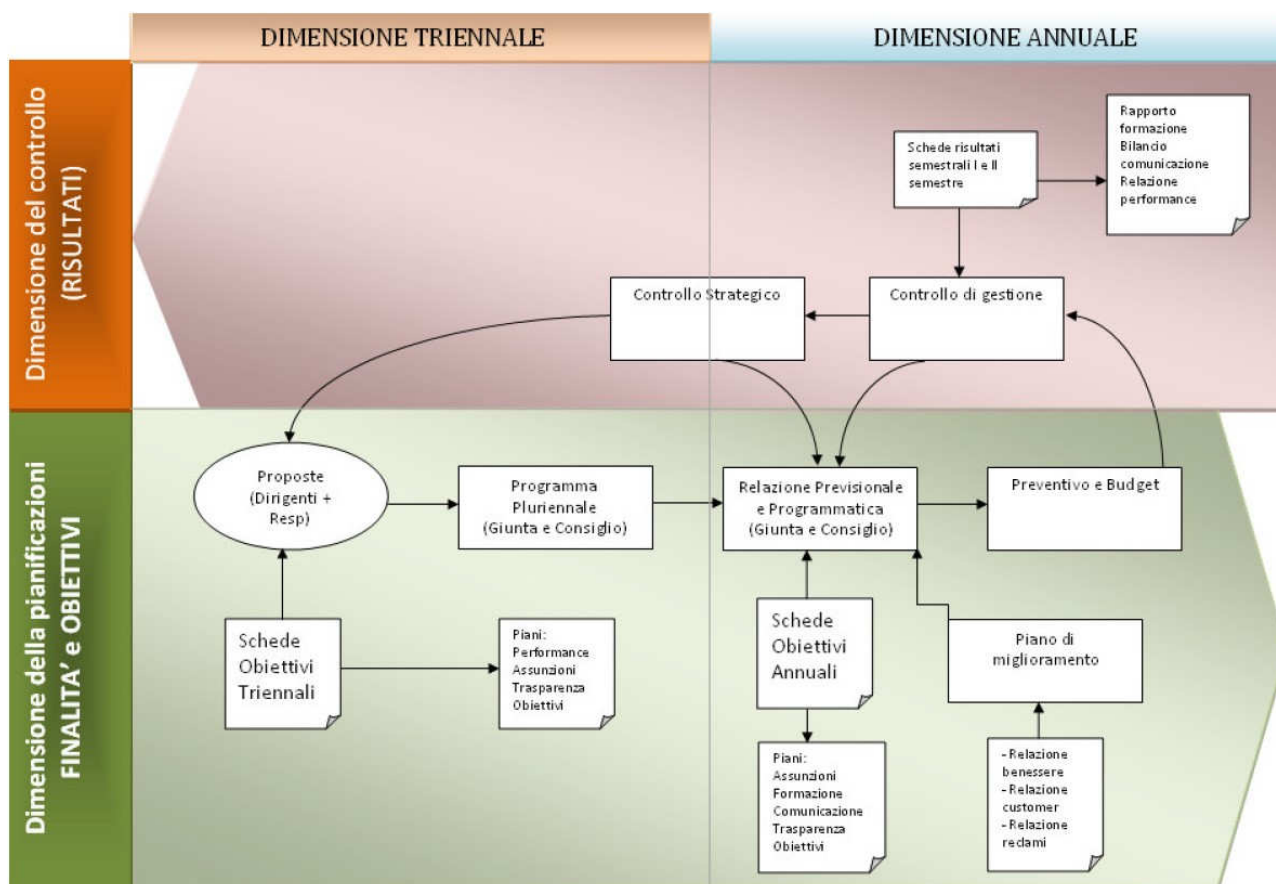 DIMENSIONE TRIENNALE
DIMENSIONE ANNUALE
Dimensione del controllo
(RISULTATI)
Schede risultati
semestrali I e II
semestre
Rapporto
formazione
Bilancio
comunicazione
Relazione
performance
Controllo Strategico
Controllo di gestione
Dimensione della pianificazioni
FINALITA’ e OBIETTIVI
Proposte
(Dirigenti +
Resp)
Programma
Pluriennale
(Giunta e Consiglio)
Relazione Previsionale
e Programmatica
(Giunta e Consiglio)
Preventivo e Budget
Schede
Obiettivi
Triennali
Piani:
Performance
Assunzioni
Trasparenza
Obiettivi
Schede
Obiettivi
Annuali
Piano di
miglioramento
Piani:
Assunzioni
Formazione
Comunicazione
Trasparenza
Obiettivi
- Relazione
benessere
- Relazione
customer
- Relazione
reclami